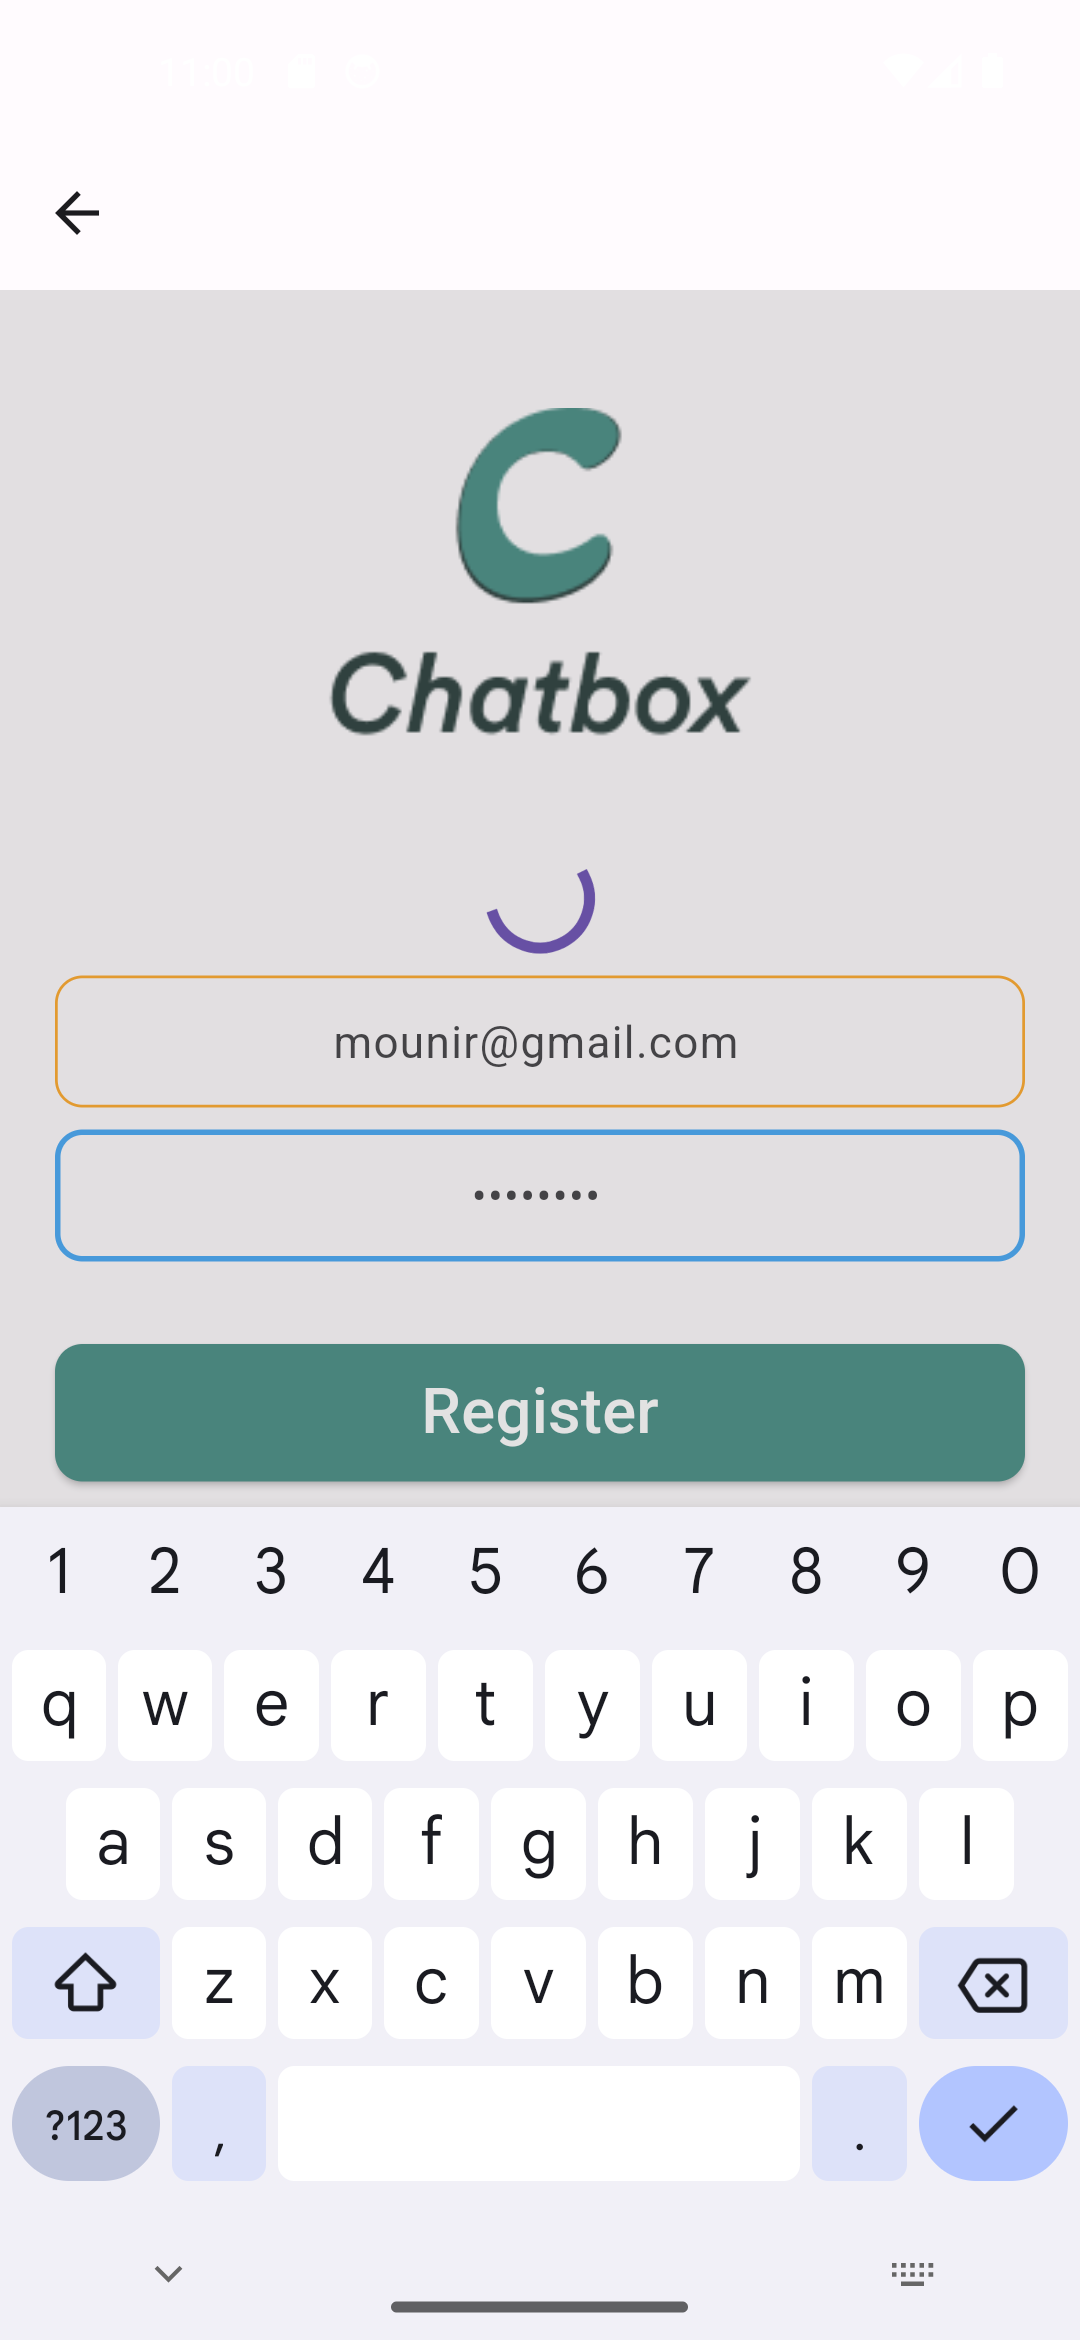 C
Chatbox
mounir@gmail.com
••••••••
Register
1 2 3 4 5 6 7 8 9 0
q w e r t y u i o p
a s d f g h j k l
z x c v b n m
?123 , .